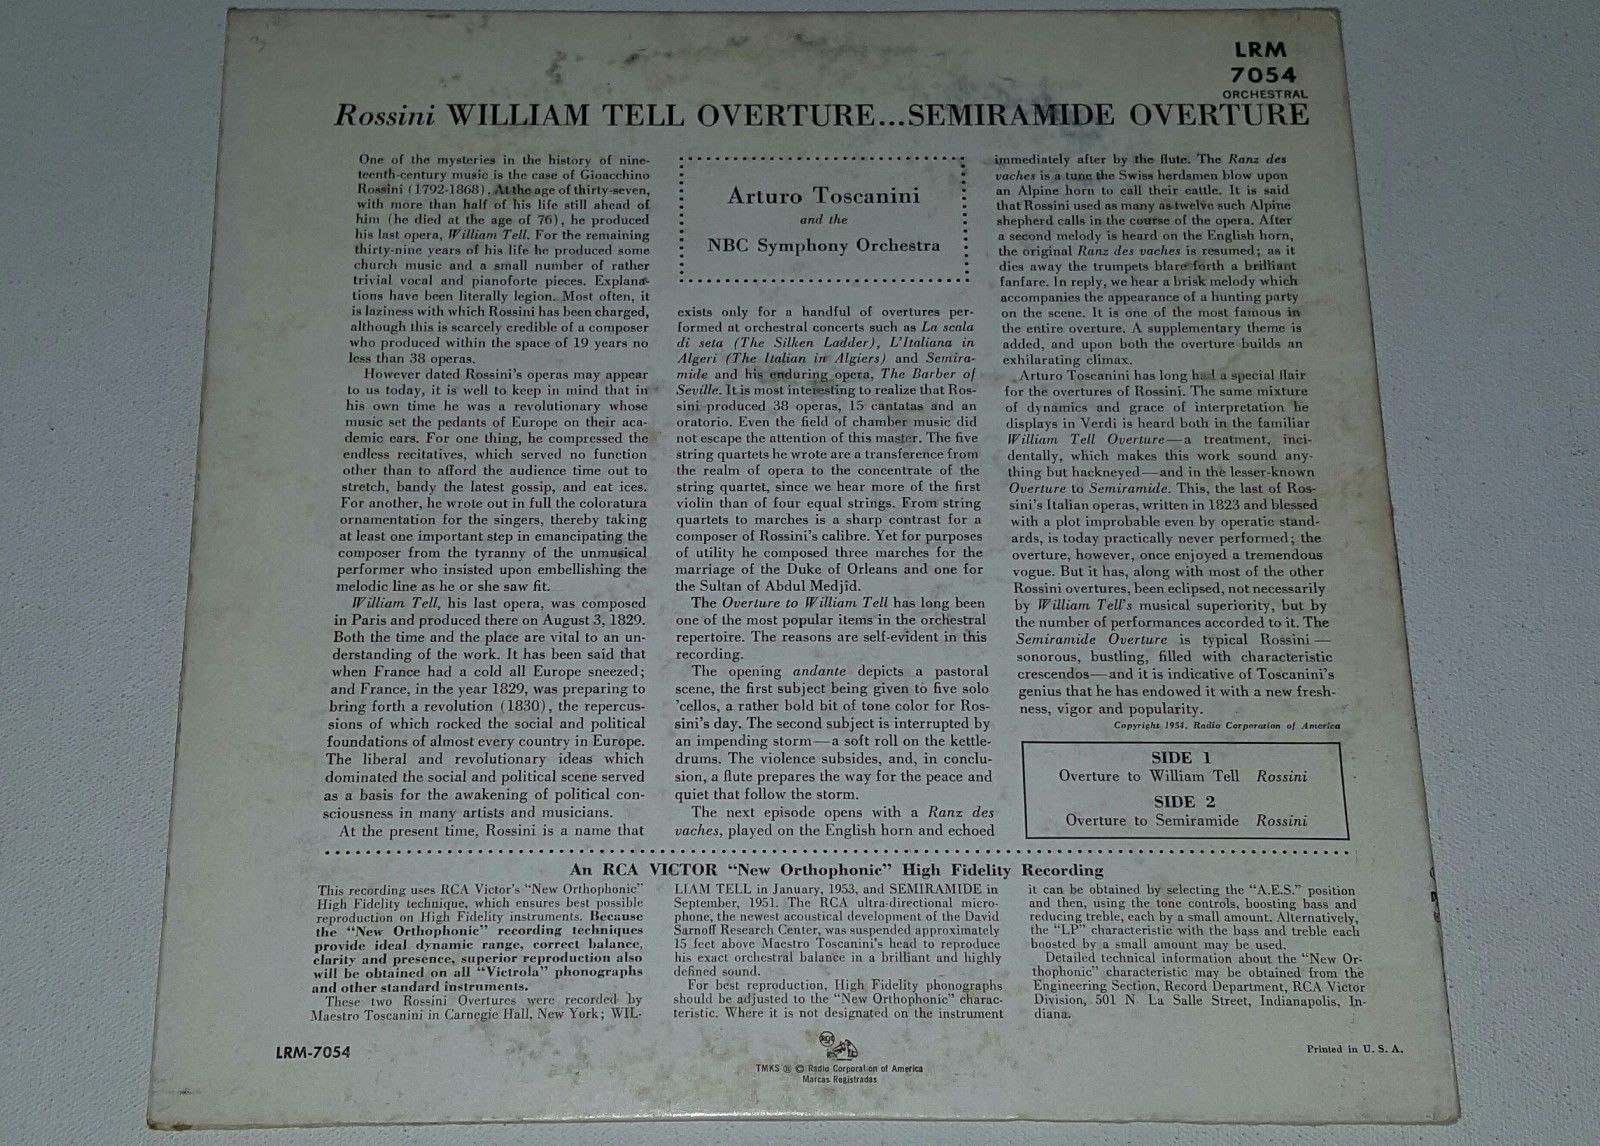 LRM
7054
ORCHESTRAL
Rossini WILLIAM TELL OVERTURE...SEMIRAMIDE OVERTURE
One of the mysteries in the history of nine-
teenth-century music is the case of Gioacchino
Rossini (1792-1868). At the age of thirty-seven,
with more than half of his life still ahead of
him (he died at the age of 76), he produced
his last opera, William Tell. For the remaining
thirty-nine years of his life he produced some
church music and a small number of rather
trivial vocal and pianoforte pieces. Explana-
tions have been literally legion. Most often, it
is laziness with which Rossini has been charged,
although this is scarcely credible of a composer
who produced within the space of 19 years no
less than 38 operas.
However dated Rossini's operas may appear
to us today, it is well to keep in mind that in
his own time he was a revolutionary whose
music set the pedants of Europe on their aca-
demic ears. For one thing, he compressed the
endless recitatives, which served no function
other than to afford the audience time out to
stretch, bandy the latest gossip, and eat ices.
For another, he wrote out in full the coloratura
ornamentation for the singers, thereby taking
at least one important step in emancipating the
composer from the tyranny of the unmusical
performer who insisted upon embellishing the
melodic line as he or she saw fit.
William Tell, his last opera, was composed
in Paris and produced there on August 3, 1829.
Both the time and the place are vital to an un-
derstanding of the work. It has been said that
when France had a cold all Europe sneezed;
and France, in the year 1829, was preparing to
bring forth a revolution (1830), the repercus-
sions of which rocked the social and political
foundations of almost every country in Europe.
The liberal and revolutionary ideas which
dominated the social and political scene served
as a basis for the awakening of political con-
sciousness in many artists and musicians.
At the present time, Rossini is a name that
Arturo Toscanini
and the
NBC Symphony Orchestra
exists only for a handful of overtures per-
formed at orchestral concerts such as La scala
di seta (The Silken Ladder), L'Italiana in
Algeri (The Italian in Algiers) and Semira-
mide and his enduring opera, The Barber of
Seville. It is most interesting to realize that Ros-
sini produced 38 operas, 15 cantatas and an
oratorio. Even the field of chamber music did
not escape the attention of this master. The five
string quartets he wrote are a transference from
the realm of opera to the concentrate of the
string quartet, since we hear more of the first
violin than of four equal strings. From string
quartets to marches is a sharp contrast for a
composer of Rossini's calibre. Yet for purposes
of utility he composed three marches for the
marriage of the Duke of Orleans and one for
the Sultan of Abdul Medjid.
The Overture to William Tell has long been
one of the most popular items in the orchestral
repertoire. The reasons are self-evident in this
recording.
The opening andante depicts a pastoral
scene, the first subject being given to five solo
'cellos, a rather bold bit of tone color for Ros-
sini's day. The second subject is interrupted by
an impending storm—a soft roll on the kettle-
drums. The violence subsides, and, in conclu-
sion, a flute prepares the way for the peace and
quiet that follow the storm.
The next episode opens with a Ranz des
vaches, played on the English horn and echoed
immediately after by the flute. The Ranz des
vaches is a tune the Swiss herdsmen blow upon
an Alpine horn to call their cattle. It is said
that Rossini used as many as twelve such Alpine
shepherd calls in the course of the opera. After
a second melody is heard on the English horn,
the original Ranz des vaches is resumed; as it
dies away the trumpets blare forth a brilliant
fanfare. In reply, we hear a brisk melody which
accompanies the appearance of a hunting party
on the scene. It is one of the most famous in
the entire overture. A supplementary theme is
added, and upon both the overture builds an
exhilarating climax.
Arturo Toscanini has long had a special flair
for the overtures of Rossini. The same mixture
of dynamics and grace of interpretation he
displays in Verdi is heard both in the familiar
William Tell Overture—a treatment, inci-
dentally, which makes this work sound any-
thing but hackneyed—and in the lesser-known
Overture to Semiramide. This, the last of Ros-
sini's Italian operas, written in 1823 and blessed
with a plot improbable even by operatic stand-
ards, is today practically never performed; the
overture, however, once enjoyed a tremendous
vogue. But it has, along with most of the other
Rossini overtures, been eclipsed, not necessarily
by William Tell's musical superiority, but by
the number of performances accorded to it. The
Semiramide Overture is typical Rossini—
sonorous, bustling, filled with characteristic
crescendos—and it is indicative of Toscanini's
genius that he has endowed it with a new fresh-
ness, vigor and popularity.
Copyright 1954, Radio Corporation of America
SIDE 1
Overture to William Tell Rossini
SIDE 2
Overture to Semiramide Rossini
An RCA VICTOR "New Orthophonic" High Fidelity Recording
This recording uses RCA Victor's "New Orthophonic"
High Fidelity technique, which ensures best possible
reproduction on High Fidelity instruments. Because
the "New Orthophonic" recording techniques
provide ideal dynamic range, correct balance,
clarity and presence, superior reproduction also
will be obtained on all "Victrola" phonographs
and other standard instruments.
These two Rossini Overtures were recorded by
Maestro Toscanini in Carnegie Hall, New York; WIL-
LIAM TELL in January, 1953, and SEMIRAMIDE in
September, 1951. The RCA ultra-directional micro-
phone, the newest acoustical development of the David
Sarnoff Research Center, was suspended approximately
15 feet above Maestro Toscanini's head to reproduce
his exact orchestral balance in a brilliant and highly
defined sound.
For best reproduction, High Fidelity phonographs
should be adjusted to the "New Orthophonic" charac-
teristic. Where it is not designated on the instrument
it can be obtained by selecting the "A.E.S." position
and then, using the tone controls, boosting bass and
reducing treble, each by a small amount. Alternatively,
the "LP" characteristic with the bass and treble each
boosted by a small amount may be used.
Detailed technical information about the "New Or-
thophonic" characteristic may be obtained from the
Engineering Section, Record Department, RCA Victor
Division, 501 N. La Salle Street, Indianapolis, In-
diana.
LRM-7054
RCA
TMKS ® © Radio Corporation of America
Marcas Registradas
Printed in U. S. A.